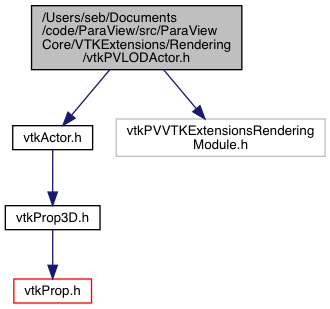 /Users/seb/Documents
/code/ParaView/src/ParaView
Core/VTKExtensions/Rendering
/vtkPVLODActor.h
vtkActor.h
vtkPVVTKExtensionsRendering
Module.h
vtkProp3D.h
vtkProp.h